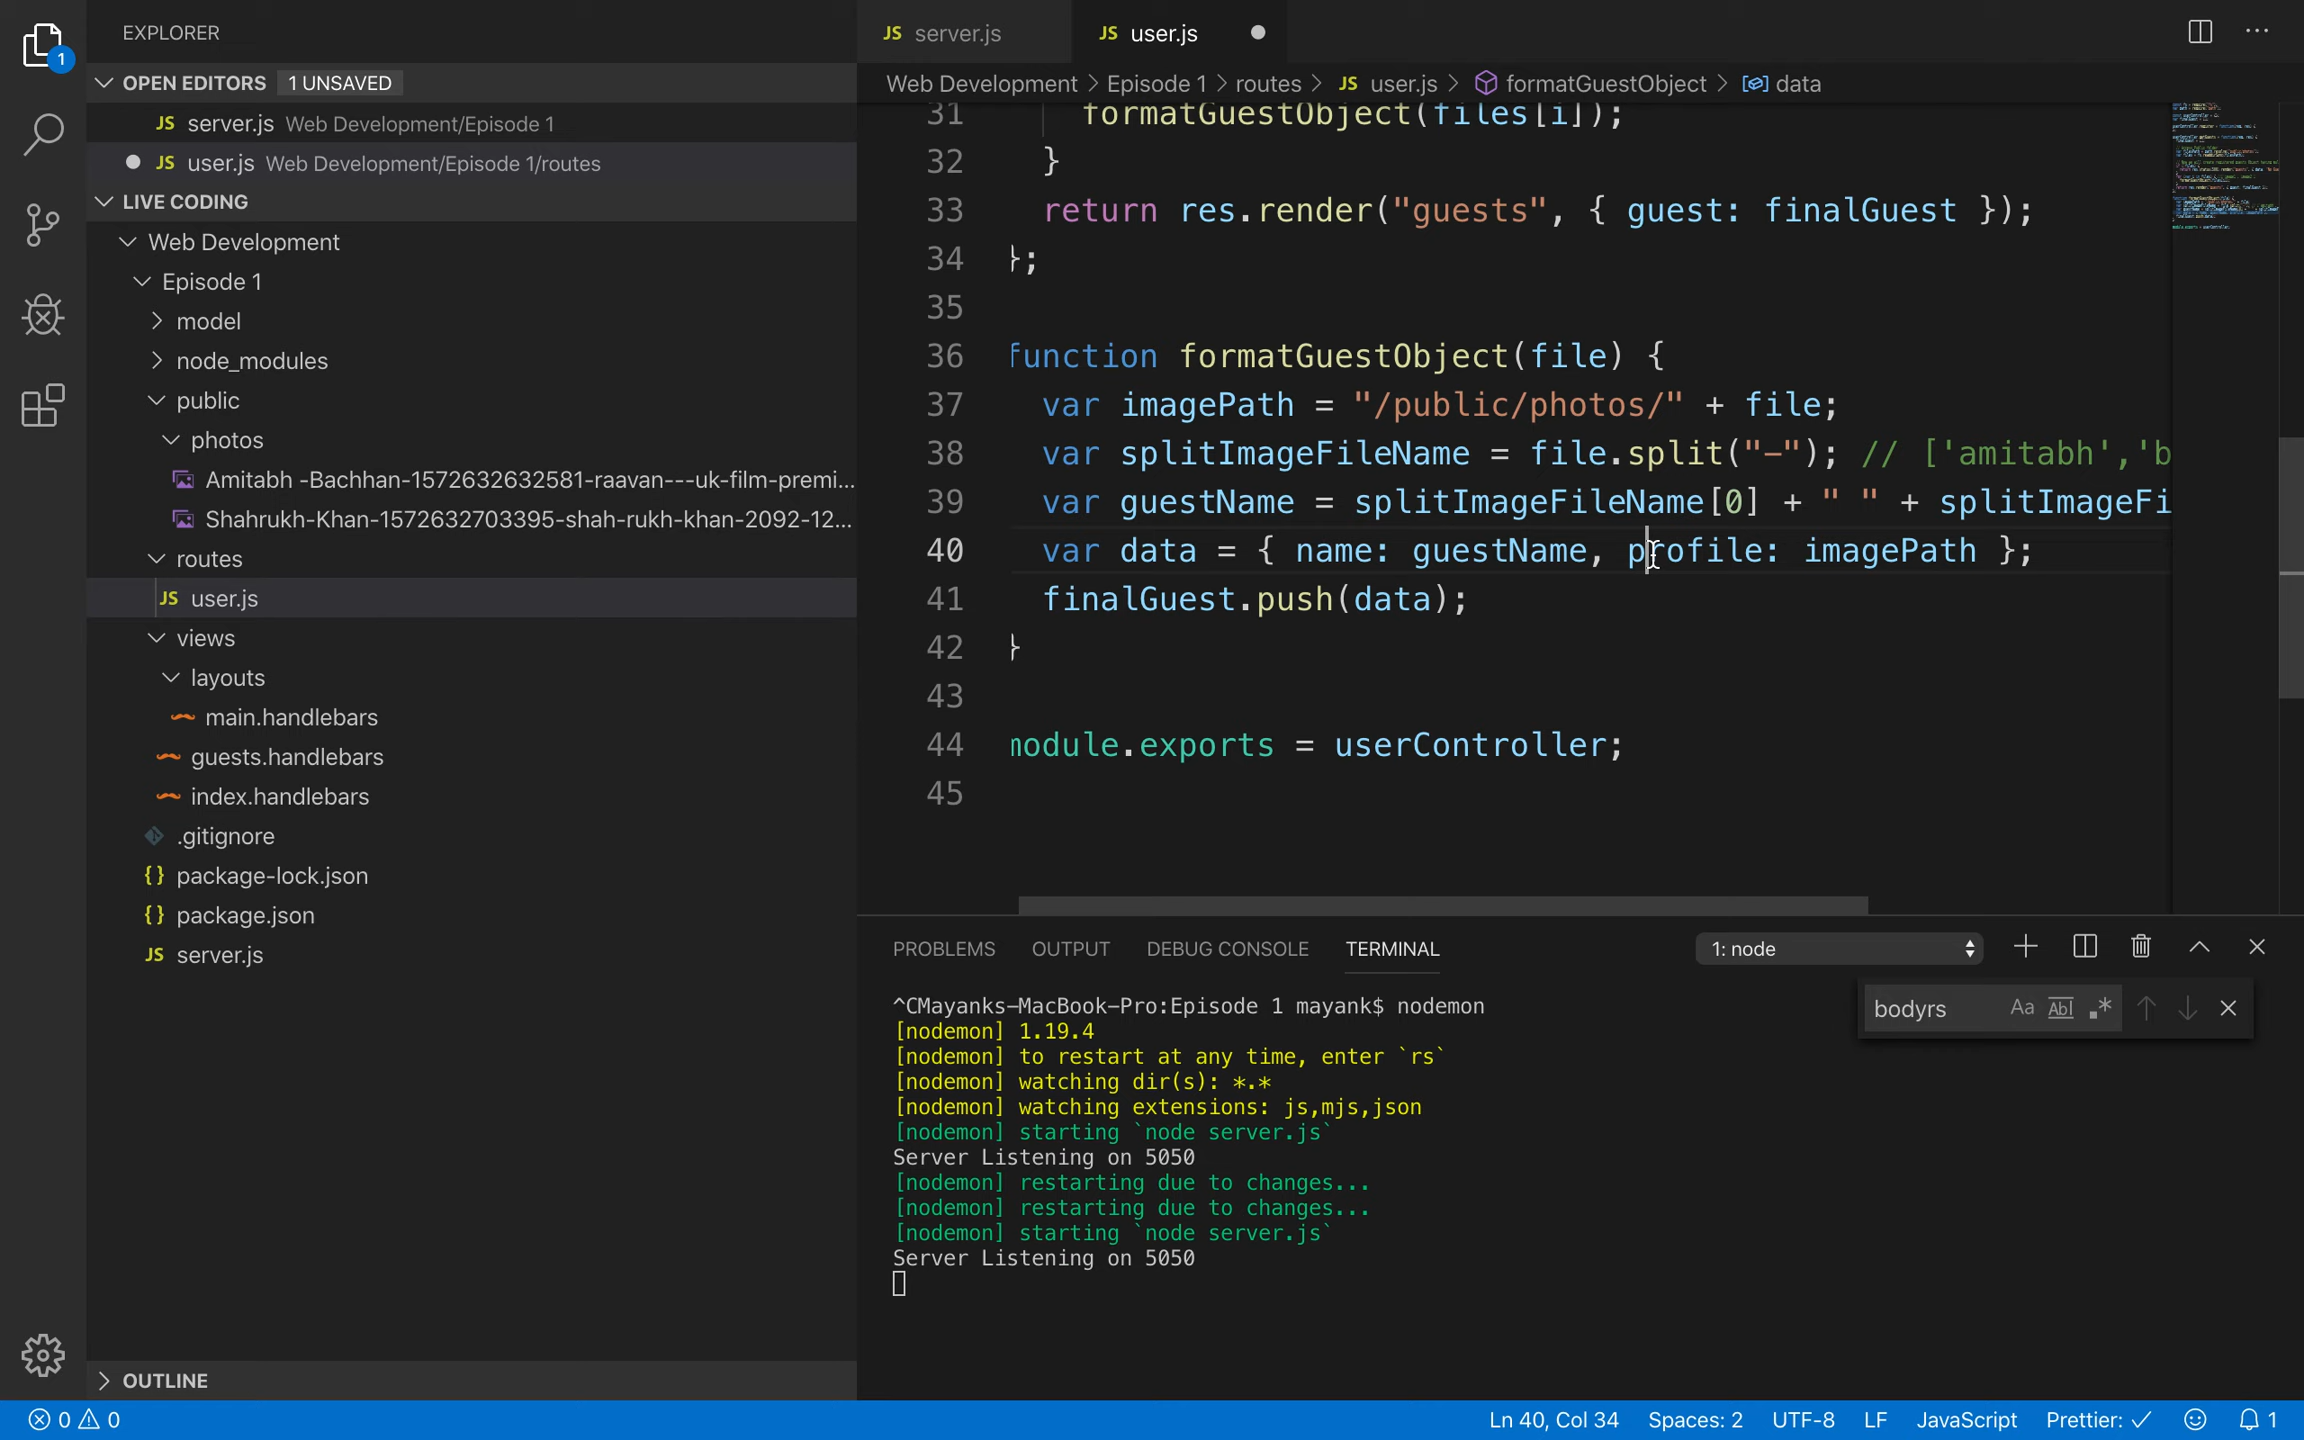 EXPLORER
1
OPEN EDITORS 1 UNSAVED
JS server.js Web Development/Episode 1
JS user.js Web Development/Episode 1/routes
LIVE CODING
Web Development
Episode 1
model
node_modules
public
photos
Amitabh -Bachhan-1572632632581-raavan---uk-film-premi...
Shahrukh-Khan-1572632703395-shah-rukh-khan-2092-12...
routes
JS user.js
views
layouts
main.handlebars
guests.handlebars
index.handlebars
.gitignore
{} package-lock.json
{} package.json
JS server.js
OUTLINE
JS server.js
JS user.js
Web Development > Episode 1 > routes > JS user.js > formatGuestObject > data
31 formatGuestObject(files[i]);
32 }
33 return res.render("guests", { guest: finalGuest });
34 };
35
36 function formatGuestObject(file) {
37 var imagePath = "/public/photos/" + file;
38 var splitImageFileName = file.split("-"); // ['amitabh','b
39 var guestName = splitImageFileName[0] + " " + splitImageFi
40 var data = { name: guestName, profile: imagePath };
41 finalGuest.push(data);
42 }
43
44 module.exports = userController;
45
PROBLEMS OUTPUT DEBUG CONSOLE TERMINAL 1: node
bodyrs Aa Abl .*
^CMayanks-MacBook-Pro:Episode 1 mayank$ nodemon
[nodemon] 1.19.4
[nodemon] to restart at any time, enter `rs`
[nodemon] watching dir(s): *.*
[nodemon] watching extensions: js,mjs,json
[nodemon] starting `node server.js`
Server Listening on 5050
[nodemon] restarting due to changes...
[nodemon] restarting due to changes...
[nodemon] starting `node server.js`
Server Listening on 5050
0 0 Ln 40, Col 34 Spaces: 2 UTF-8 LF JavaScript Prettier: ✓ 1